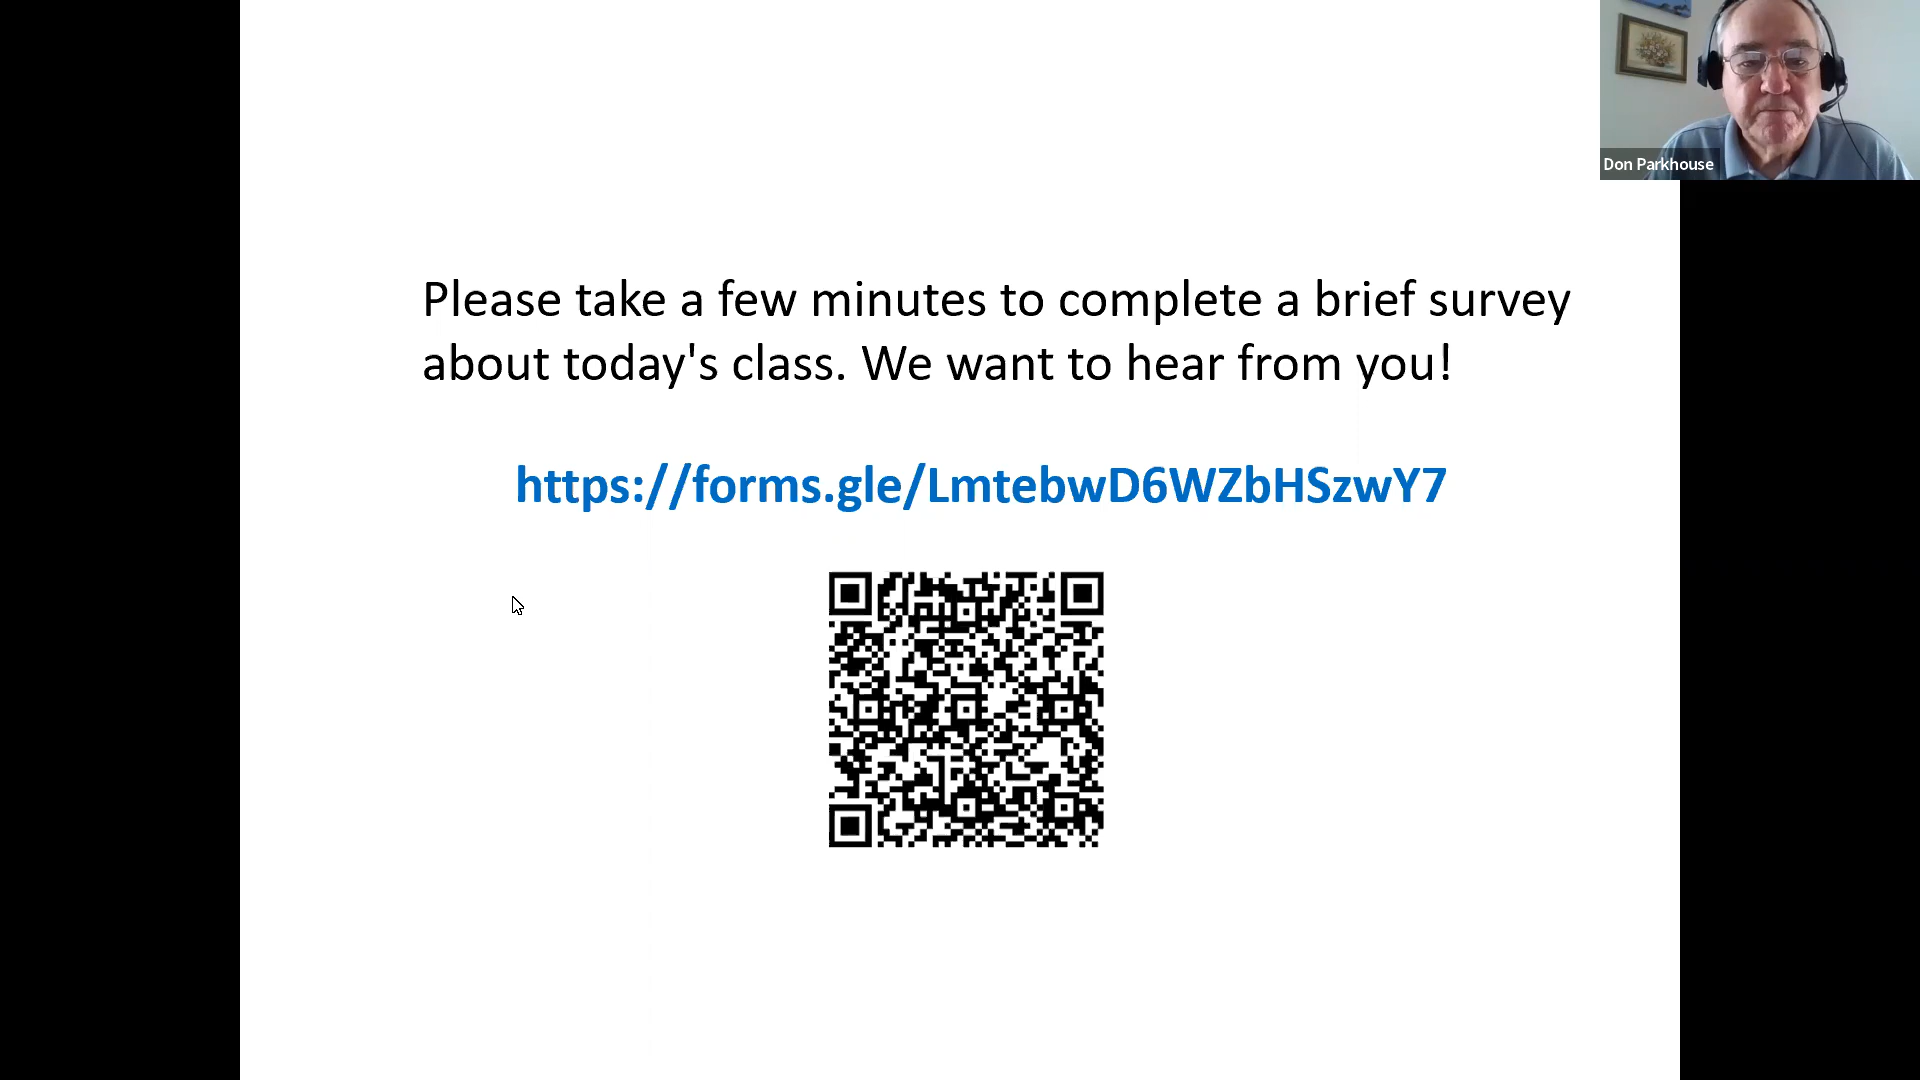 Don Parkhouse
Please take a few minutes to complete a brief survey
about today's class. We want to hear from you!
https://forms.gle/LmtebwD6WZbHSzwY7